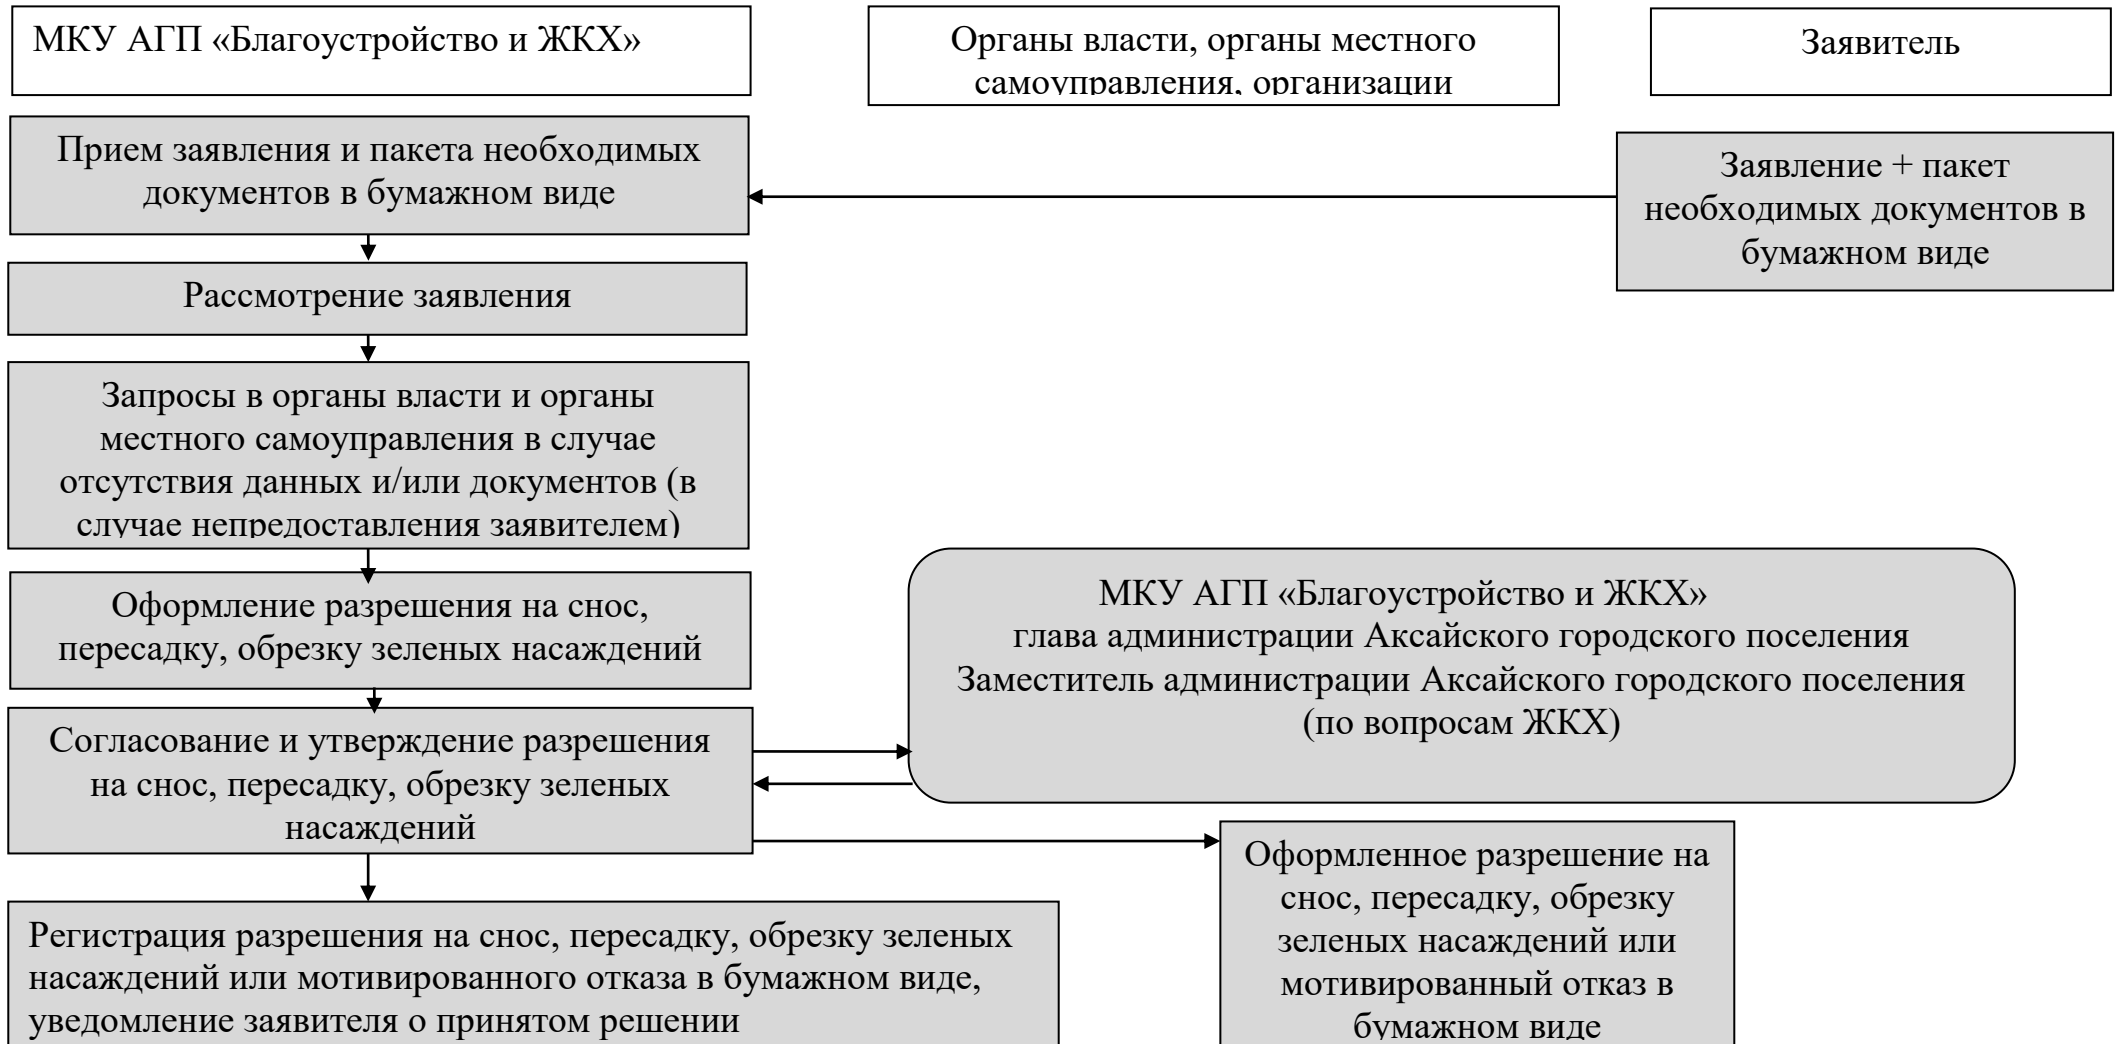 МКУ АГП «Благоустройство и ЖКХ»
Органы власти, органы местного
самоуправления, организации
Заявитель
Прием заявления и пакета необходимых
документов в бумажном виде
Заявление + пакет
необходимых документов в
бумажном виде
Рассмотрение заявления
Запросы в органы власти и органы
местного самоуправления в случае
отсутствия данных и/или документов (в
случае непредоставления заявителем)
Оформление разрешения на снос,
пересадку, обрезку зеленых насаждений
МКУ АГП «Благоустройство и ЖКХ»
глава администрации Аксайского городского поселения
Заместитель администрации Аксайского городского поселения
(по вопросам ЖКХ)
Согласование и утверждение разрешения
на снос, пересадку, обрезку зеленых
насаждений
Оформленное разрешение на
снос, пересадку, обрезку
зеленых насаждений или
мотивированный отказ в
бумажном виде
Регистрация разрешения на снос, пересадку, обрезку зеленых
насаждений или мотивированного отказа в бумажном виде,
уведомление заявителя о принятом решении